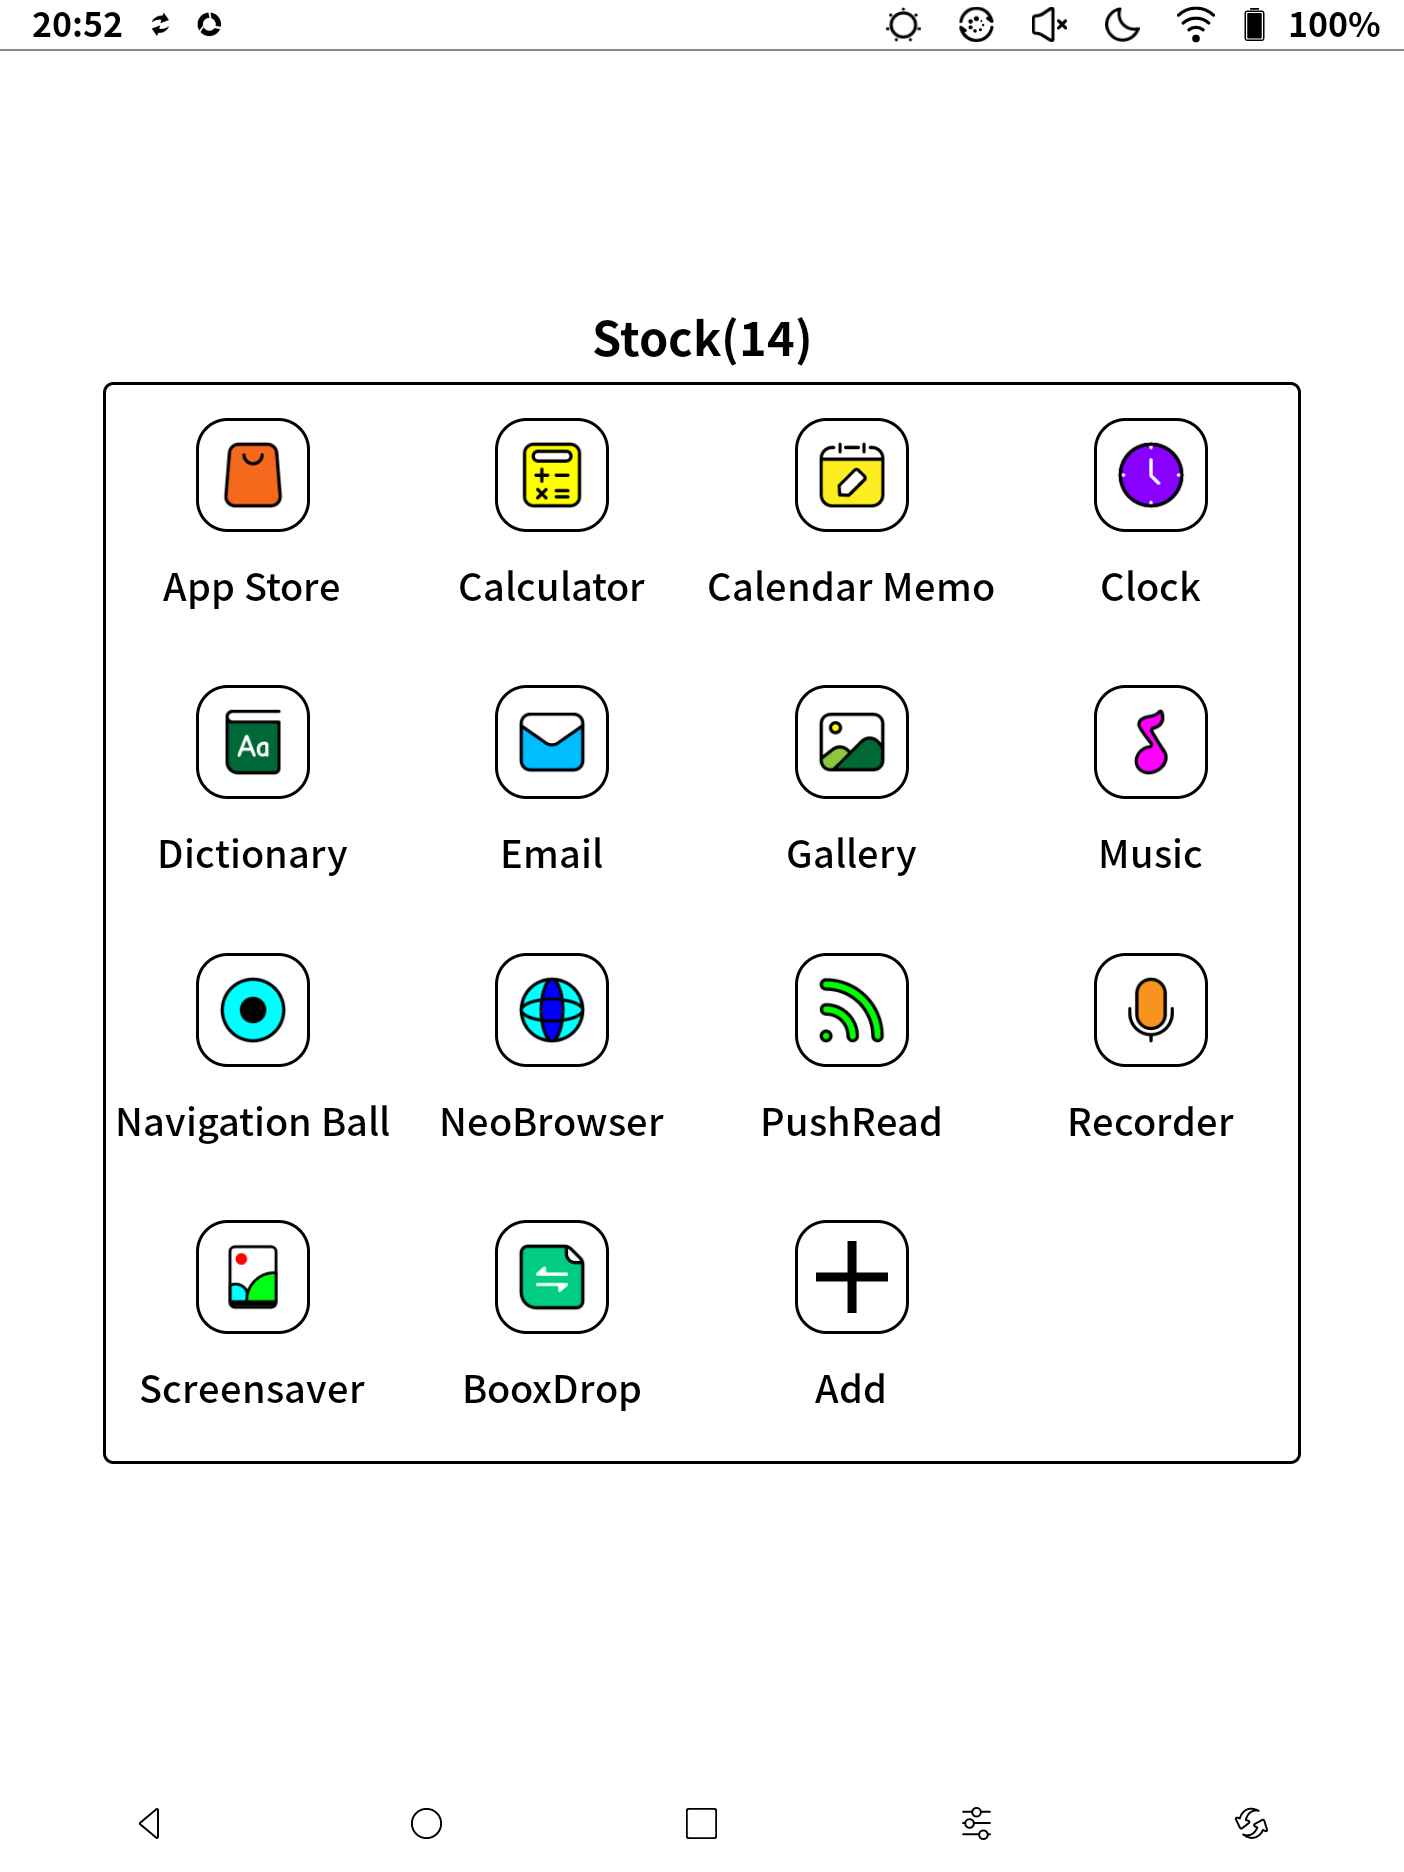 20:52 100%
Stock(14)
App Store Calculator Calendar Memo Clock
Aa
Dictionary Email Gallery Music
Navigation Ball NeoBrowser PushRead Recorder
Screensaver BooxDrop Add